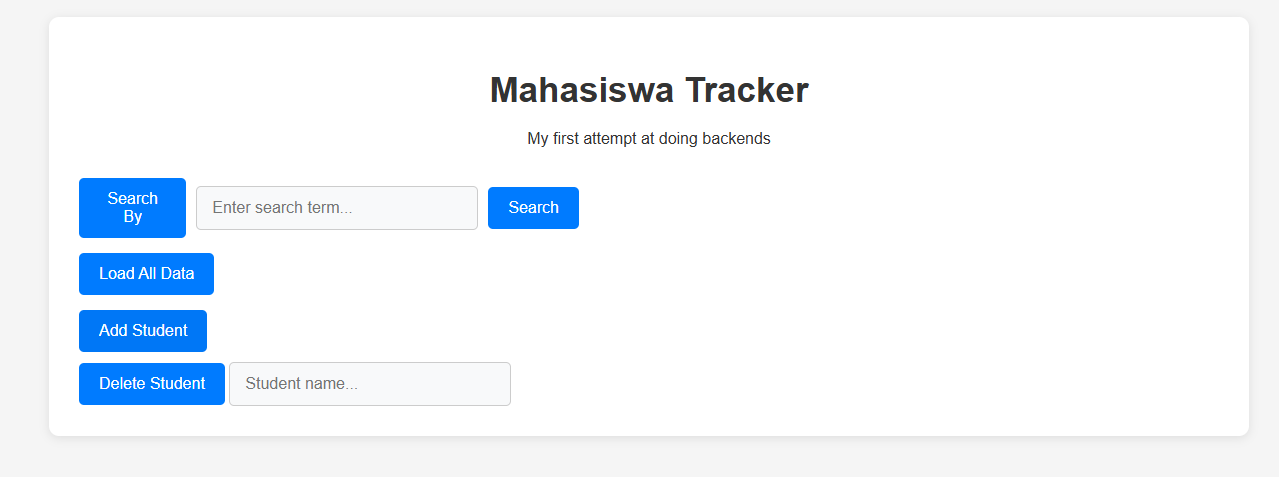 Mahasiswa Tracker
My first attempt at doing backends
Search
By
Enter search term...
Search
Load All Data
Add Student
Delete Student
Student name...